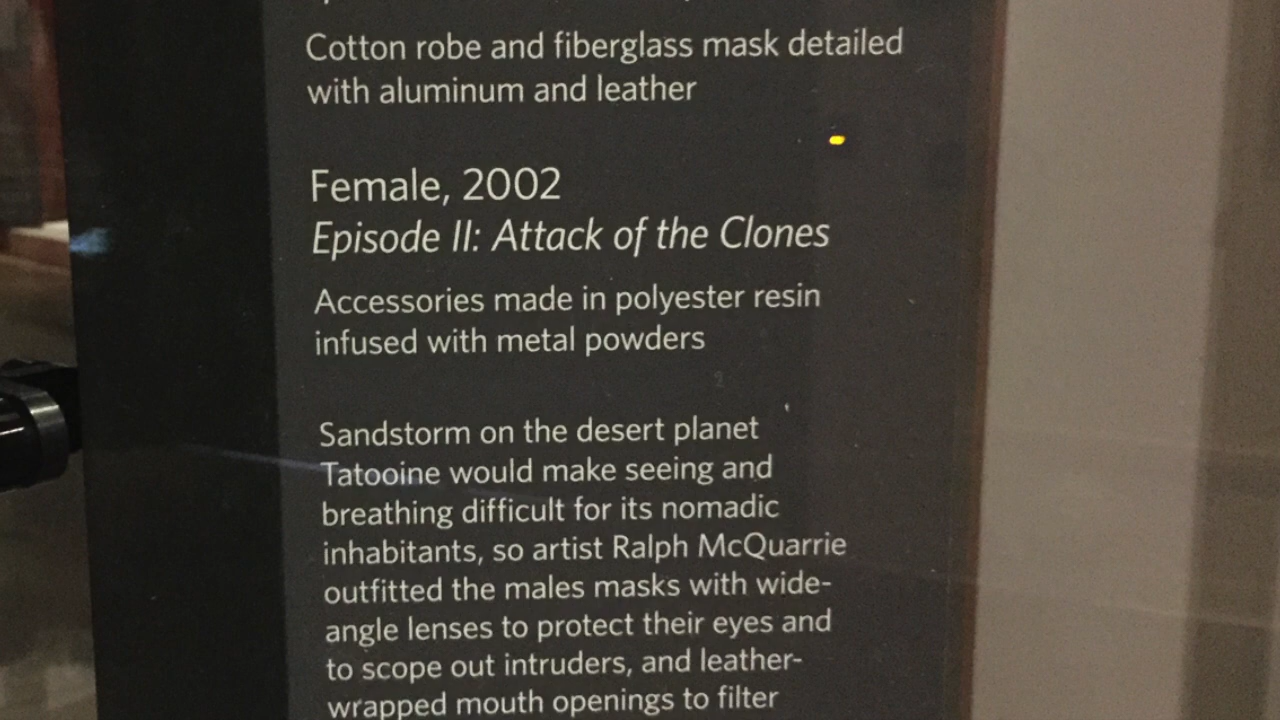 Cotton robe and fiberglass mask detailed
with aluminum and leather
Female, 2002
Episode II: Attack of the Clones
Accessories made in polyester resin
infused with metal powders
Sandstorm on the desert planet
Tatooine would make seeing and
breathing difficult for its nomadic
inhabitants, so artist Ralph McQuarrie
outfitted the males masks with wide-
angle lenses to protect their eyes and
to scope out intruders, and leather-
wrapped mouth openings to filter